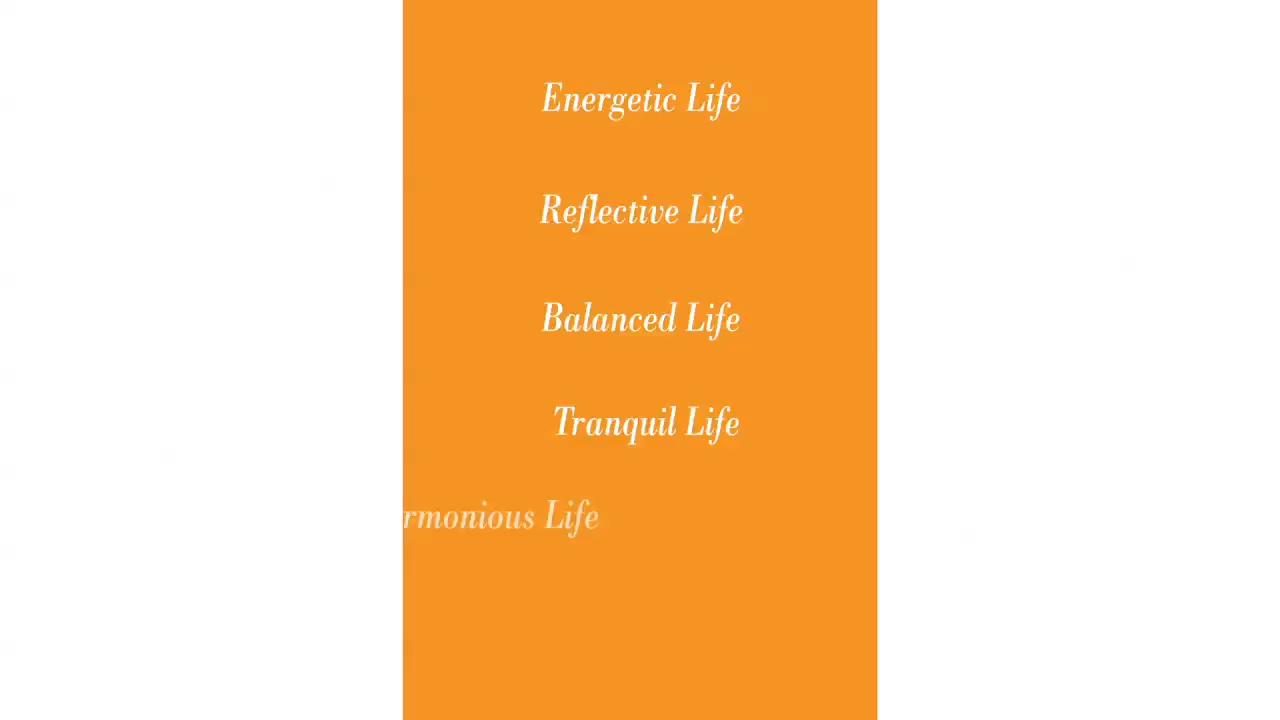 Energetic Life
Reflective Life
Balanced Life
Tranquil Life
rmonious Life